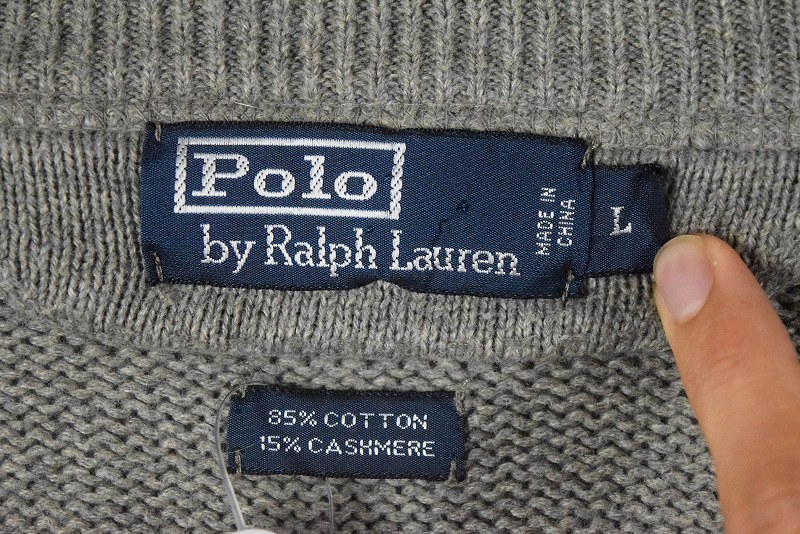 Polo
by Ralph Lauren
MADE IN
CHINA
L
85% COTTON
15% CASHMERE